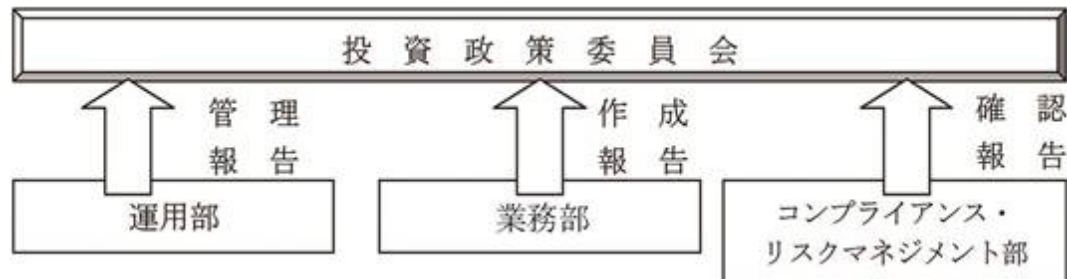 投資政策委員会
管理
報告
作成
報告
確認
報告
運用部
業務部
コンプライアンス・
リスクマネジメント部